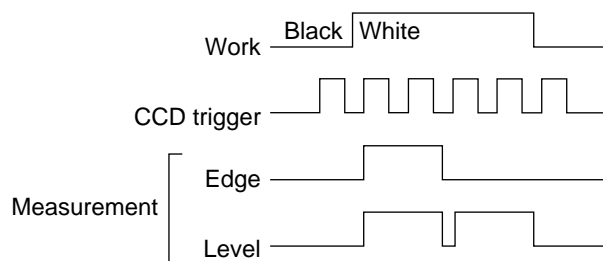 Black White
Work
CCD trigger
Edge
Measurement
Level